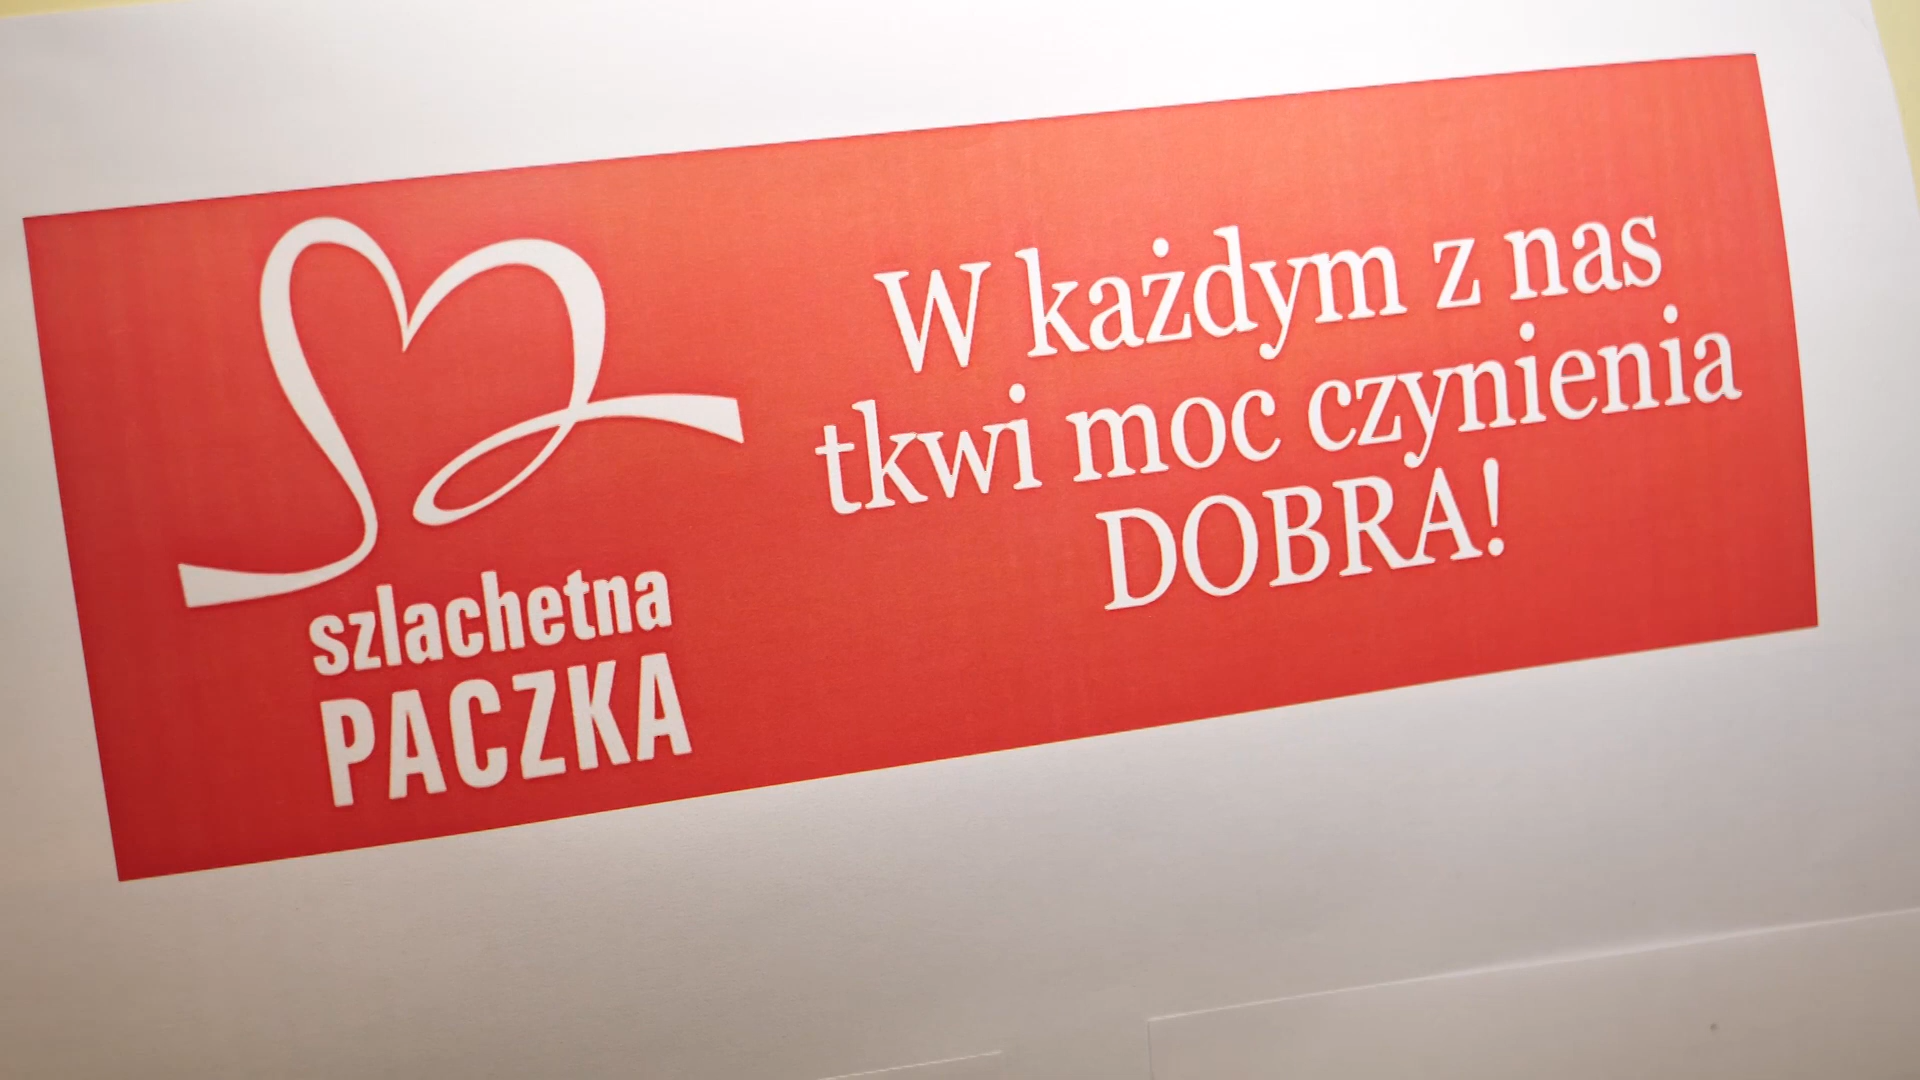 szlachetna
PACZKA
W każdym z nas
tkwi moc czynienia
DOBRA!